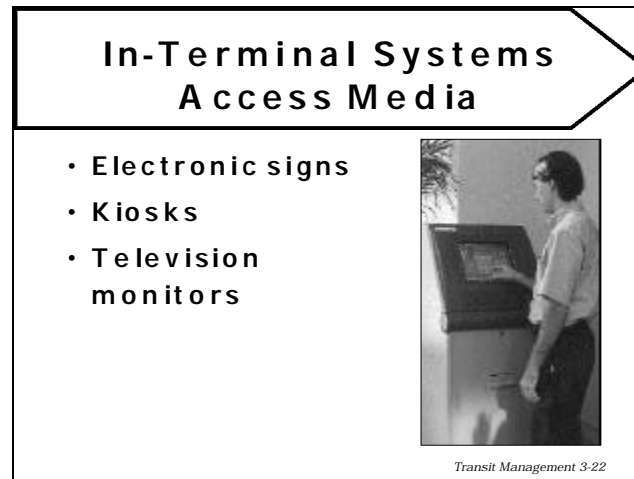 In-Terminal Systems
Access Media
• Electronic signs
• Kiosks
• Television
monitors
Transit Management 3-22